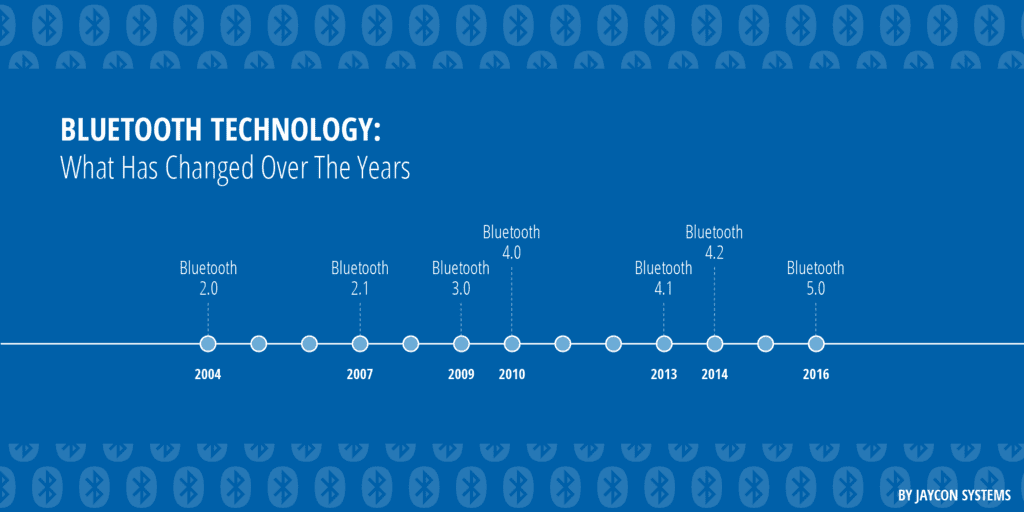 BLUETOOTH TECHNOLOGY:
What Has Changed Over The Years
Bluetooth
2.0
Bluetooth
2.1
Bluetooth
3.0
Bluetooth
4.0
Bluetooth
4.1
Bluetooth
4.2
Bluetooth
5.0
2004
2007
2009
2010
2013
2014
2016
BY JAYCON SYSTEMS